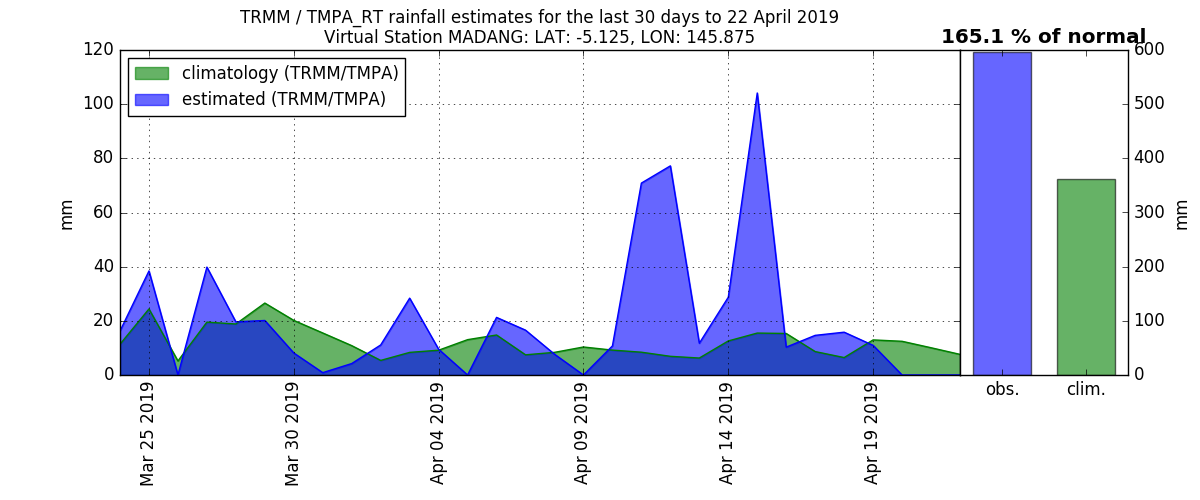 TRMM / TMPA_RT rainfall estimates for the last 30 days to 22 April 2019
Virtual Station MADANG: LAT: -5.125, LON: 145.875
165.1 % of normal
climatology (TRMM/TMPA)
estimated (TRMM/TMPA)
mm
120
100
80
60
40
20
0
Mar 25 2019
Mar 30 2019
Apr 04 2019
Apr 09 2019
Apr 14 2019
Apr 19 2019
600
500
400
300
200
100
0
mm
obs.
clim.